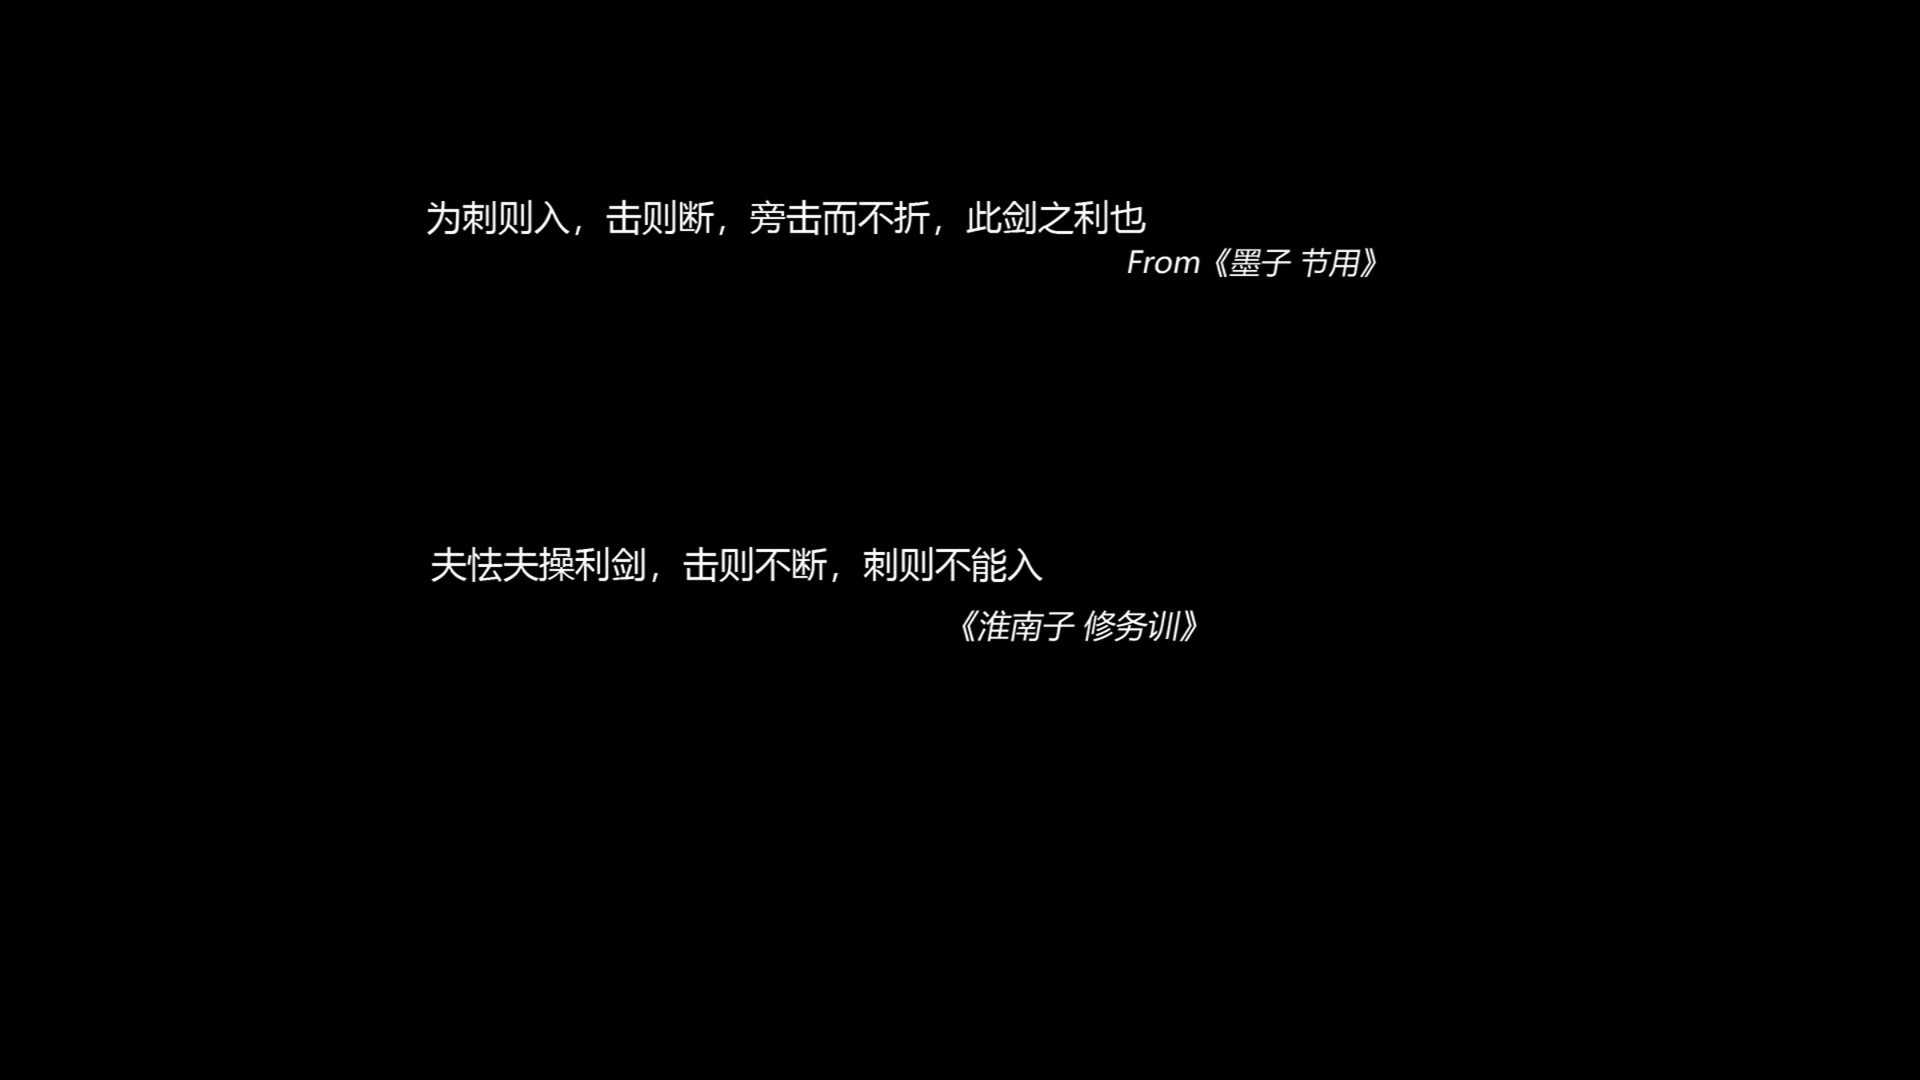 为刺则入，击则断，旁击而不折，此剑之利也
From《墨子 节用》
夫怯夫操利剑，击则不断，刺则不能入
《淮南子 修务训》